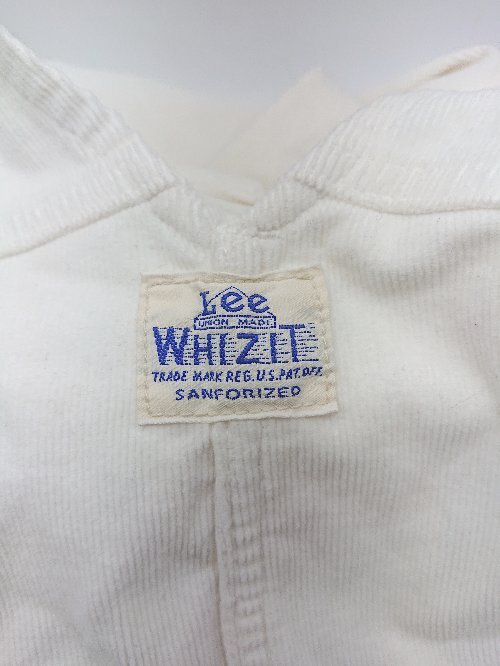 Lee
UNION MADE
WHIZIT
TRADE MARK REG. U.S. PAT. OFF.
SANFORIZED